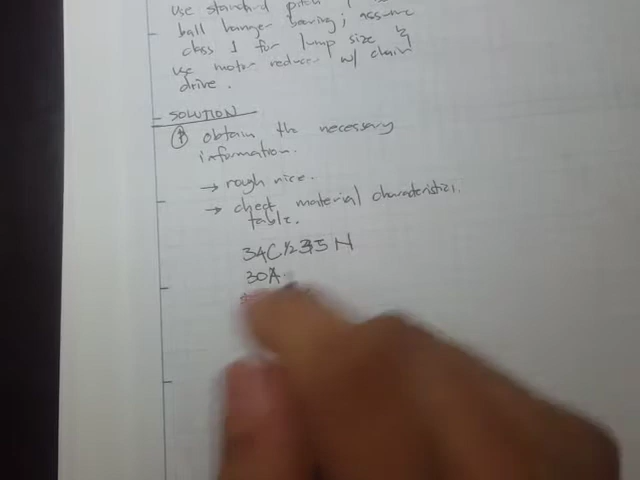 use standard pitch
ball hanger bearing; assume
class 1 for lump size &
use motor reducer w/ chain
drive.
SOLUTION
① obtain the necessary
information.
→ rough rice.
→ check material characteristics
table.
34C1/235N
30A